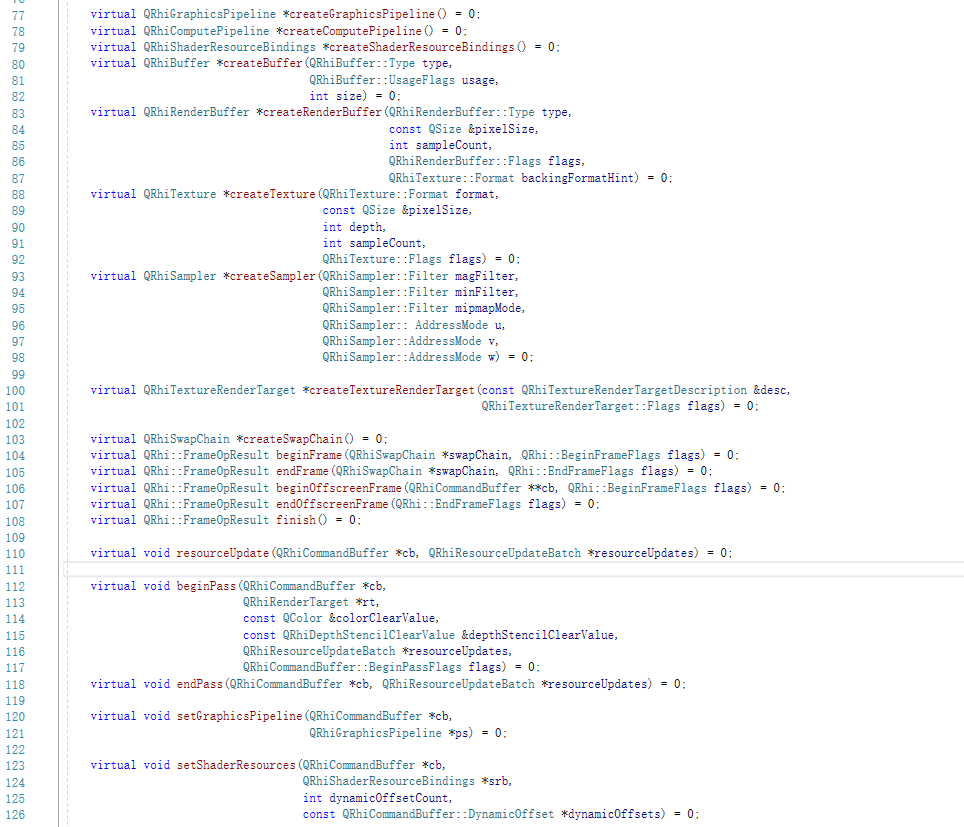 77 virtual QRhiGraphicsPipeline *createGraphicsPipeline() = 0;
78 virtual QRhiComputePipeline *createComputePipeline() = 0;
79 virtual QRhiShaderResourceBindings *createShaderResourceBindings() = 0;
80 virtual QRhiBuffer *createBuffer(QRhiBuffer::Type type,
81 QRhiBuffer::UsageFlags usage,
82 int size) = 0;
83 virtual QRhiRenderBuffer *createRenderBuffer(QRhiRenderBuffer::Type type,
84 const QSize &pixelSize,
85 int sampleCount,
86 QRhiRenderBuffer::Flags flags,
87 QRhiTexture::Format backingFormatHint) = 0;
88 virtual QRhiTexture *createTexture(QRhiTexture::Format format,
89 const QSize &pixelSize,
90 int depth,
91 int sampleCount,
92 QRhiTexture::Flags flags) = 0;
93 virtual QRhiSampler *createSampler(QRhiSampler::Filter magFilter,
94 QRhiSampler::Filter minFilter,
95 QRhiSampler::Filter mipmapMode,
96 QRhiSampler:: AddressMode u,
97 QRhiSampler::AddressMode v,
98 QRhiSampler::AddressMode w) = 0;
99
100 virtual QRhiTextureRenderTarget *createTextureRenderTarget(const QRhiTextureRenderTargetDescription &desc,
101 QRhiTextureRenderTarget::Flags flags) = 0;
102
103 virtual QRhiSwapChain *createSwapChain() = 0;
104 virtual QRhi::FrameOpResult beginFrame(QRhiSwapChain *swapChain, QRhi::BeginFrameFlags flags) = 0;
105 virtual QRhi::FrameOpResult endFrame(QRhiSwapChain *swapChain, QRhi::EndFrameFlags flags) = 0;
106 virtual QRhi::FrameOpResult beginOffscreenFrame(QRhiCommandBuffer **cb, QRhi::BeginFrameFlags flags) = 0;
107 virtual QRhi::FrameOpResult endOffscreenFrame(QRhi::EndFrameFlags flags) = 0;
108 virtual QRhi::FrameOpResult finish() = 0;
109
110 virtual void resourceUpdate(QRhiCommandBuffer *cb, QRhiResourceUpdateBatch *resourceUpdates) = 0;
111
112 virtual void beginPass(QRhiCommandBuffer *cb,
113 QRhiRenderTarget *rt,
114 const QColor &colorClearValue,
115 const QRhiDepthStencilClearValue &depthStencilClearValue,
116 QRhiResourceUpdateBatch *resourceUpdates,
117 QRhiCommandBuffer::BeginPassFlags flags) = 0;
118 virtual void endPass(QRhiCommandBuffer *cb, QRhiResourceUpdateBatch *resourceUpdates) = 0;
119
120 virtual void setGraphicsPipeline(QRhiCommandBuffer *cb,
121 QRhiGraphicsPipeline *ps) = 0;
122
123 virtual void setShaderResources(QRhiCommandBuffer *cb,
124 QRhiShaderResourceBindings *srb,
125 int dynamicOffsetCount,
126 const QRhiCommandBuffer::DynamicOffset *dynamicOffsets) = 0;